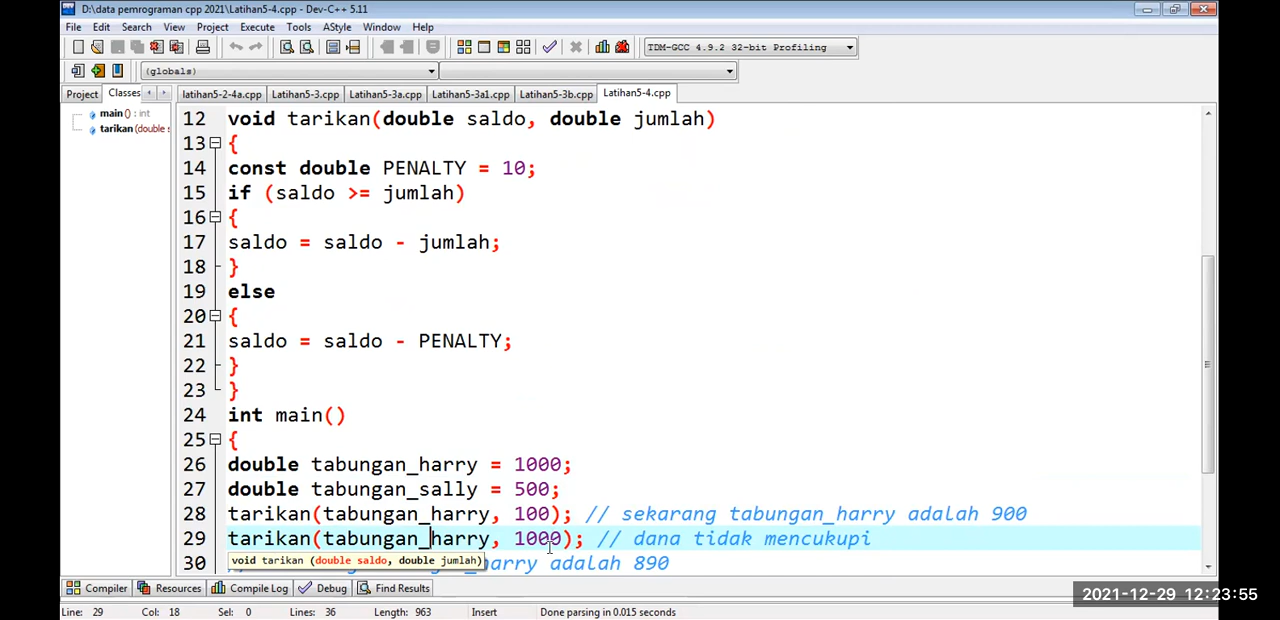 D:\data pemrograman cpp 2021\Latihan5-4.cpp - Dev-C++ 5.11
File Edit Search View Project Execute Tools AStyle Window Help
TDM-GCC 4.9.2 32-bit Profiling
(globals)
Project Classes latihan5-2-4a.cpp Latihan5-3.cpp Latihan5-3a.cpp Latihan5-3a1.cpp Latihan5-3b.cpp Latihan5-4.cpp
main () : int
tarikan (double s
12 void tarikan(double saldo, double jumlah)
13 {
14 const double PENALTY = 10;
15 if (saldo >= jumlah)
16 {
17 saldo = saldo - jumlah;
18 }
19 else
20 {
21 saldo = saldo - PENALTY;
22 }
23 }
24 int main()
25 {
26 double tabungan_harry = 1000;
27 double tabungan_sally = 500;
28 tarikan(tabungan_harry, 100); // sekarang tabungan_harry adalah 900
29 tarikan(tabungan_harry, 1000); // dana tidak mencukupi
void tarikan (double saldo, double jumlah)
30 harry adalah 890
Compiler Resources Compile Log Debug Find Results
2021-12-29 12:23:55
Line: 29 Col: 18 Sel: 0 Lines: 36 Length: 963 Insert Done parsing in 0.015 seconds